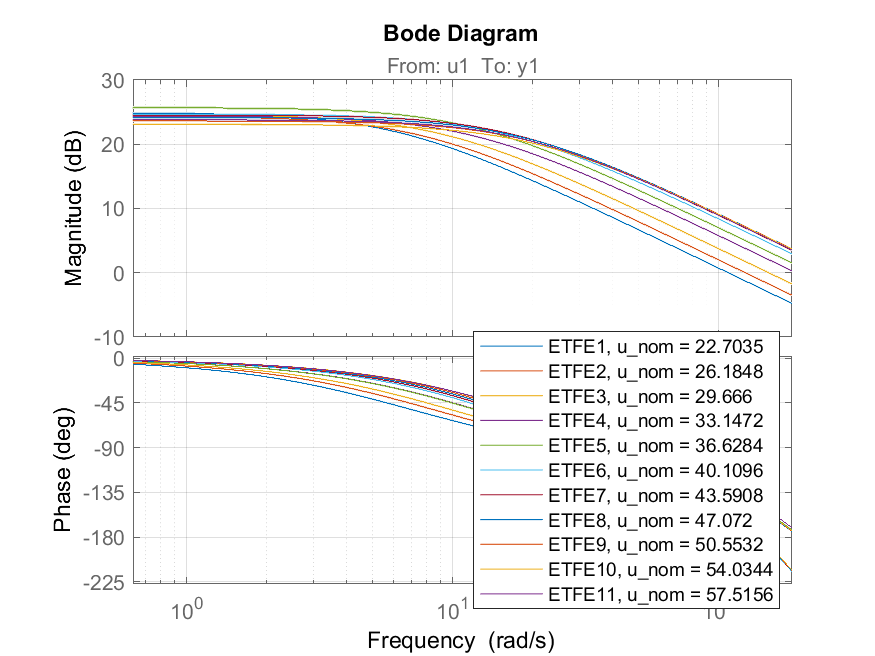 Bode Diagram
From: u1 To: y1
30
20
10
0
-10
Magnitude (dB)
0
-45
-90
-135
-180
-225
Phase (deg)
ETFE1, u_nom = 22.7035
ETFE2, u_nom = 26.1848
ETFE3, u_nom = 29.666
ETFE4, u_nom = 33.1472
ETFE5, u_nom = 36.6284
ETFE6, u_nom = 40.1096
ETFE7, u_nom = 43.5908
ETFE8, u_nom = 47.072
ETFE9, u_nom = 50.5532
ETFE10, u_nom = 54.0344
ETFE11, u_nom = 57.5156
10^0 10^1 10
Frequency (rad/s)